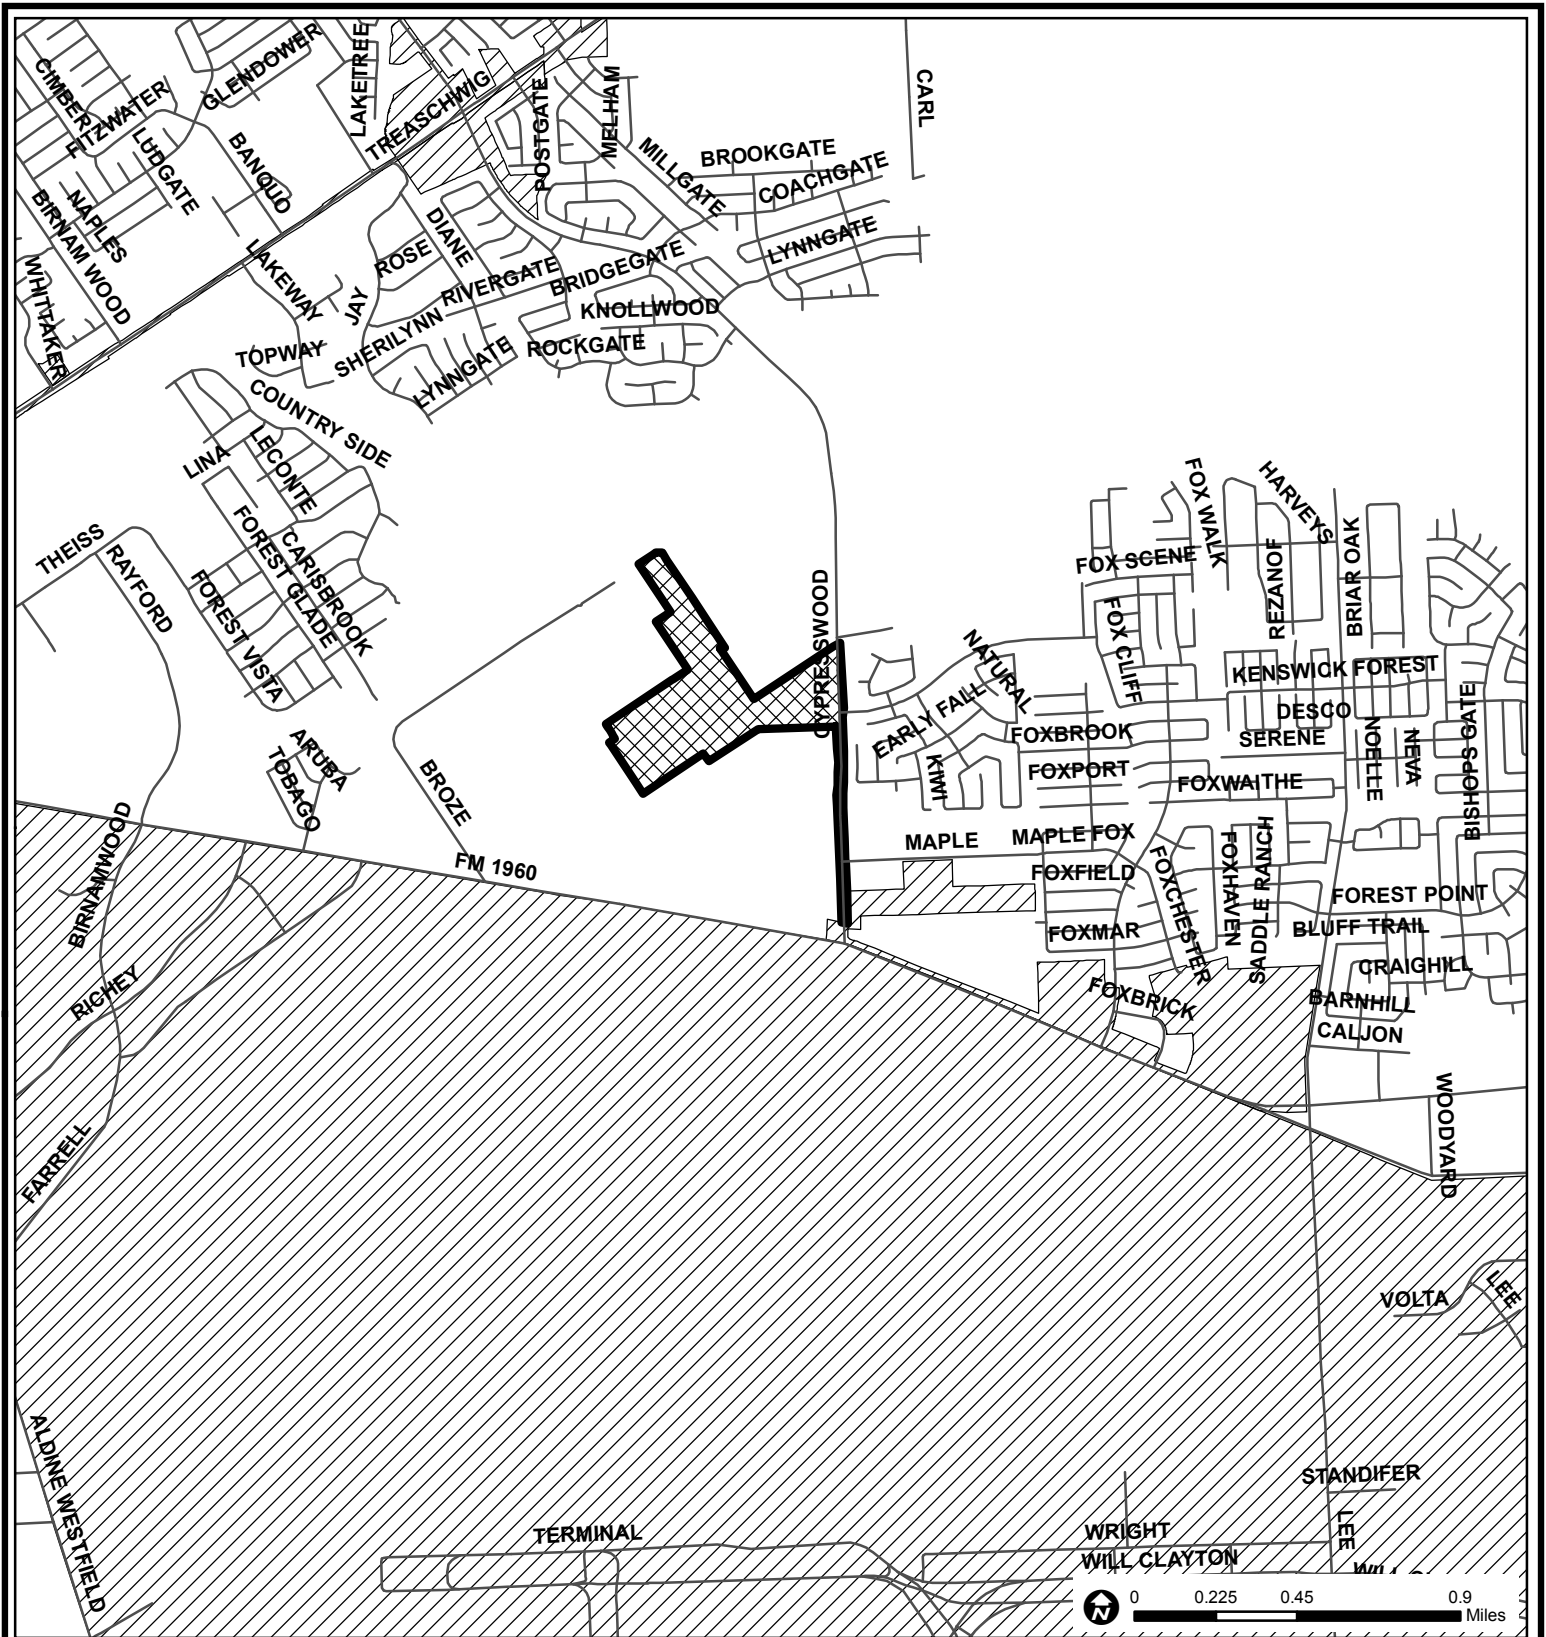 CIMBER
FITZWATER
GLENDOWER
LAKETREE
TREASCHWIG
POSTGATE
MELHAM
CARL
LUDGATE
BANQUO
MILLGATE
BROOKGATE
COACHGATE
NAPLES
BIRNAM WOOD
WHITTAKER
LAKEWAY
JAY
ROSE
DIANE
RIVERGATE
BRIDGEGATE
LYNNGATE
KNOLLWOOD
SHERILYNN
TOPWAY
LYNNGATE
ROCKGATE
COUNTRY SIDE
LINA
LECONTE
THEISS
RAYFORD
FOREST GLADE
CARISBROOK
FOREST VISTA
FOX WALK
HARVEYS
FOX SCENE
REZANOF
BRIAR OAK
CYPRESSWOOD
FOX CLIFF
NATURAL
EARLY FALL
KENSWICK FOREST
DESCO
SERENE
NOELLE
NEVA
BISHOPS GATE
FOXBROOK
KIWI
FOXPORT
FOXWAITHE
ARUBA
TOBAGO
BROZE
BIRNAMWOOD
FM 1960
MAPLE
MAPLE FOX
FOXFIELD
FOXCHESTER
FOXHAVEN
SADDLE RANCH
FOREST POINT
BLUFF TRAIL
FOXMAR
CRAIGHILL
FOXBRICK
BARNHILL
CALJON
RICHEY
FARRELL
WOODYARD
VOLTA
LEE
ALDINE WESTFIELD
STANDIFER
LEE
TERMINAL
WRIGHT
WILL CLAYTON
N
0 0.225 0.45 0.9
Miles